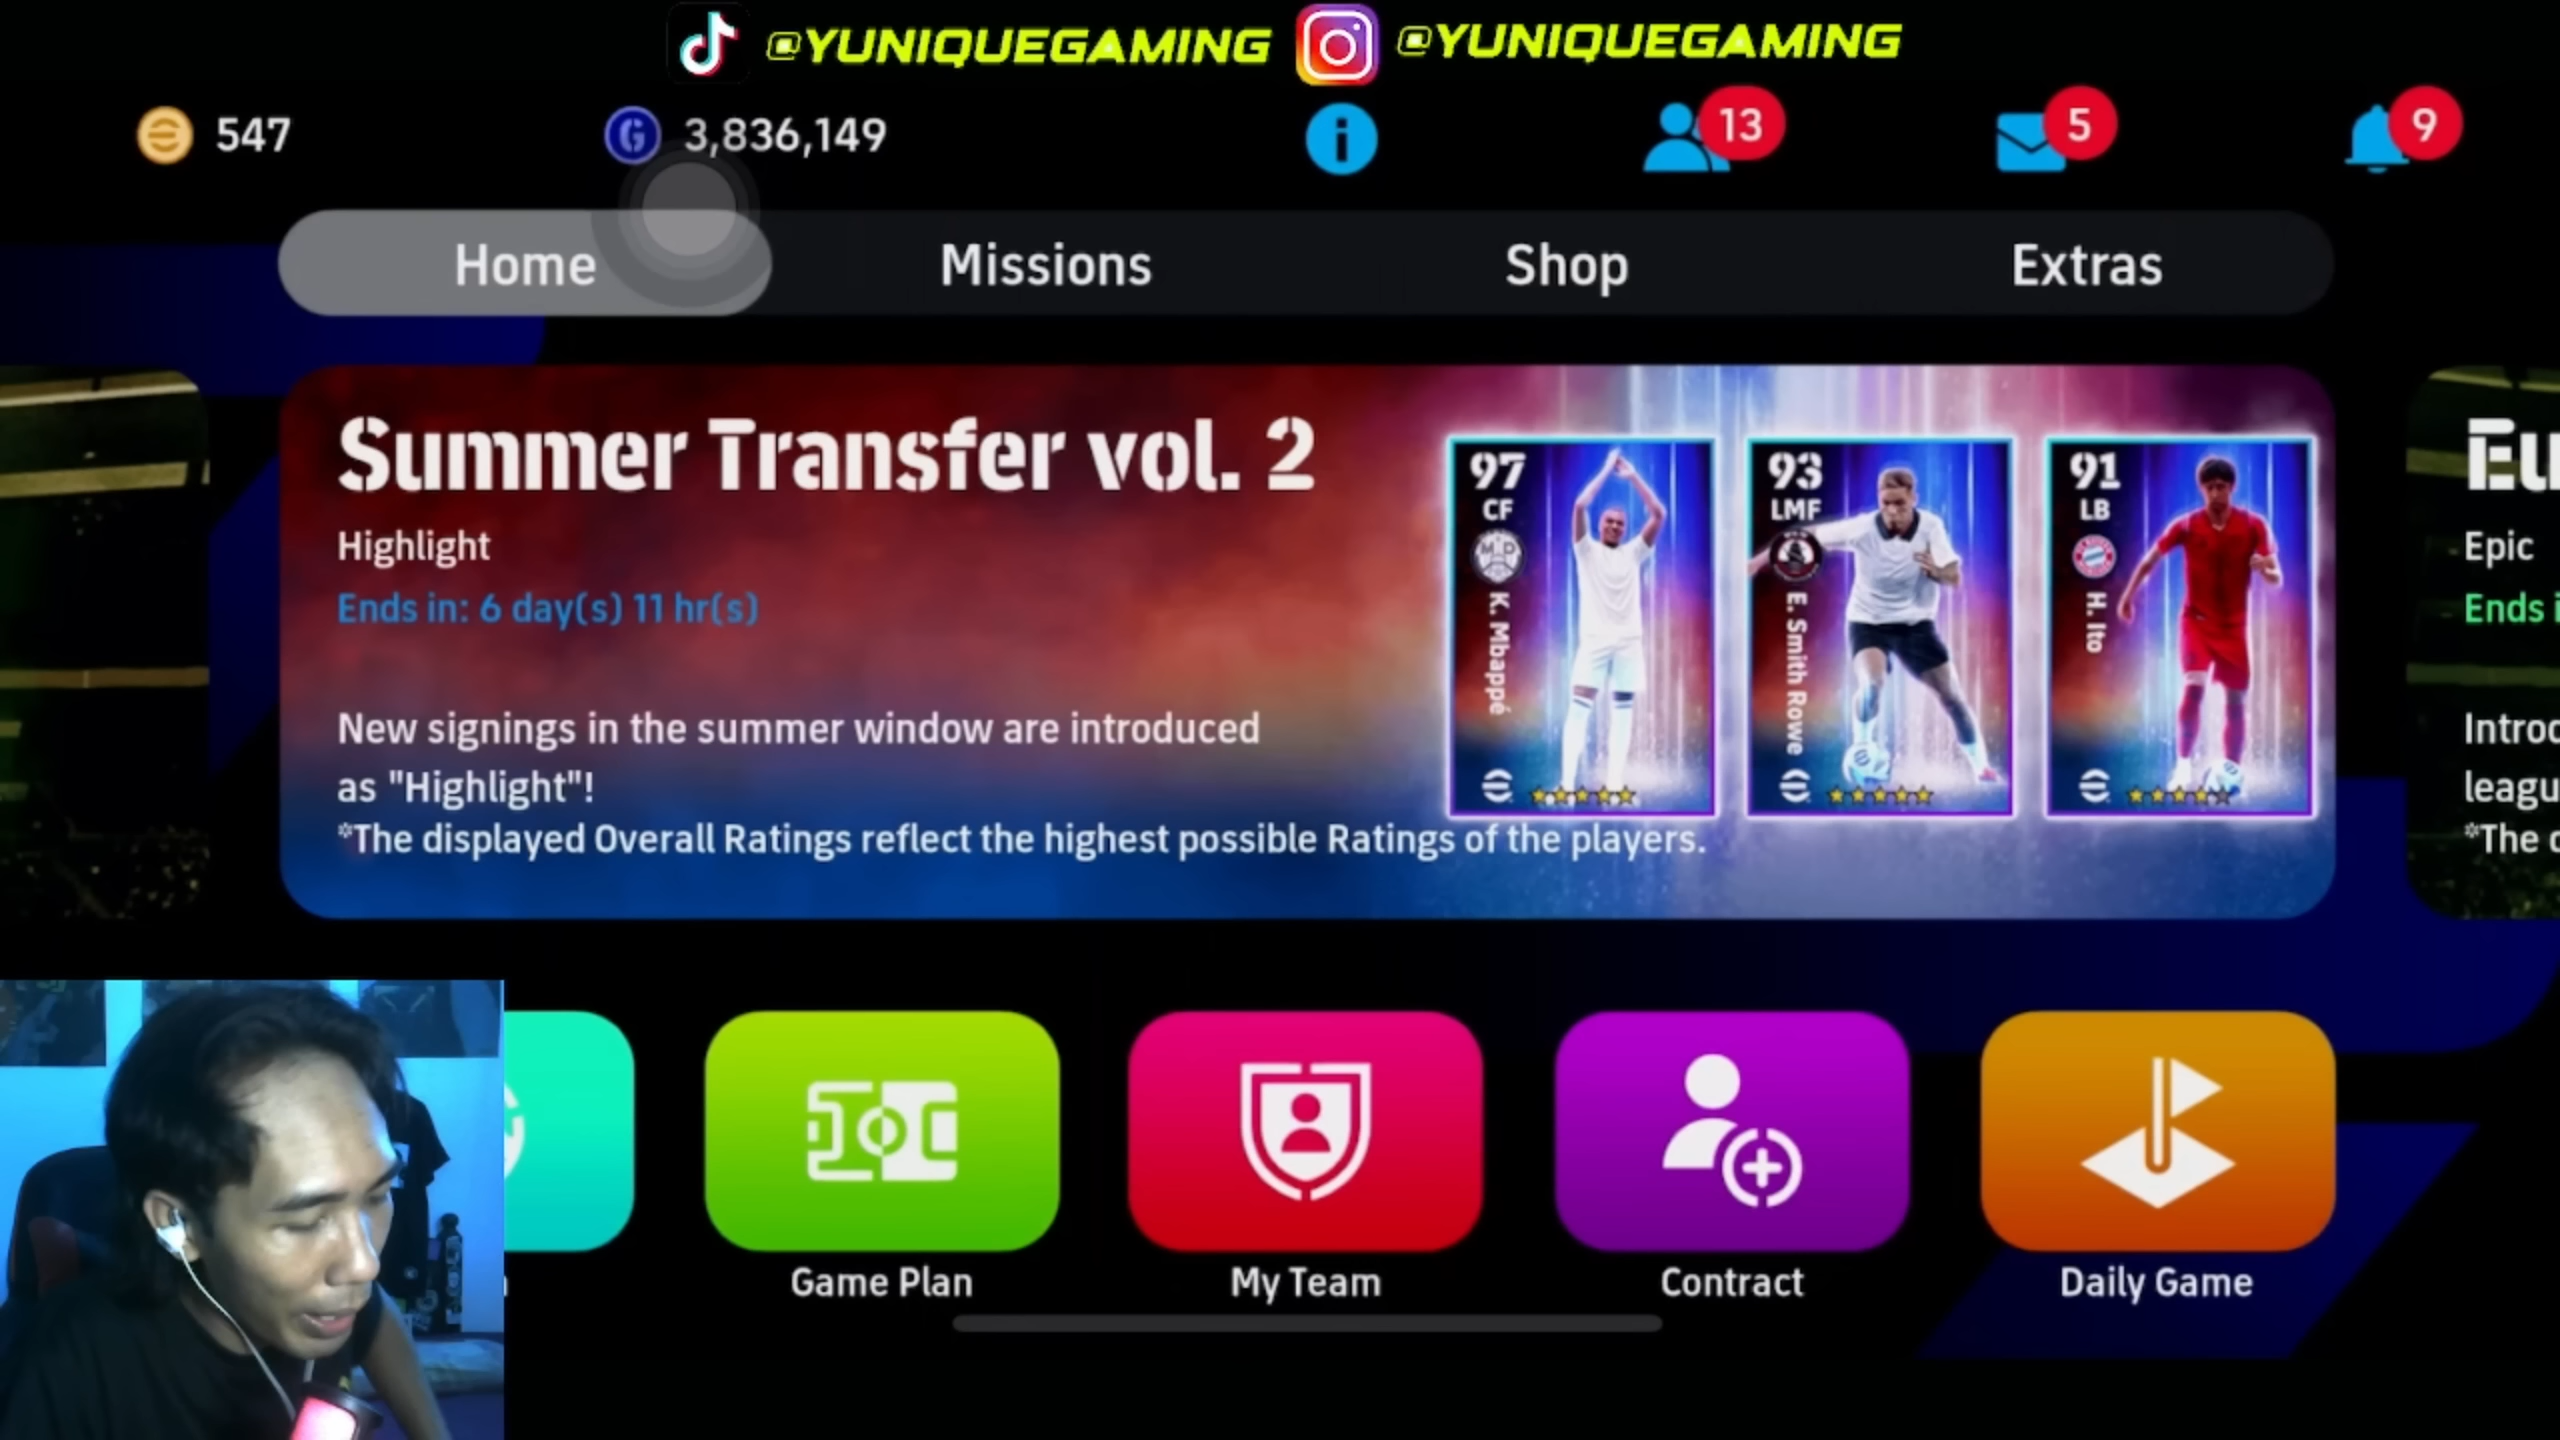 @YUNIQUEGAMING @YUNIQUEGAMING
547 3,836,149 13 5 9
Home Missions Shop Extras
Summer Transfer vol. 2
Highlight
Ends in: 6 day(s) 11 hr(s)
New signings in the summer window are introduced
as "Highlight"!
*The displayed Overall Ratings reflect the highest possible Ratings of the players.
97
CF
K. Mbappé
93
LMF
E. Smith Rowe
91
LB
H. Ito
Epic
Ends i
Game Plan My Team Contract Daily Game